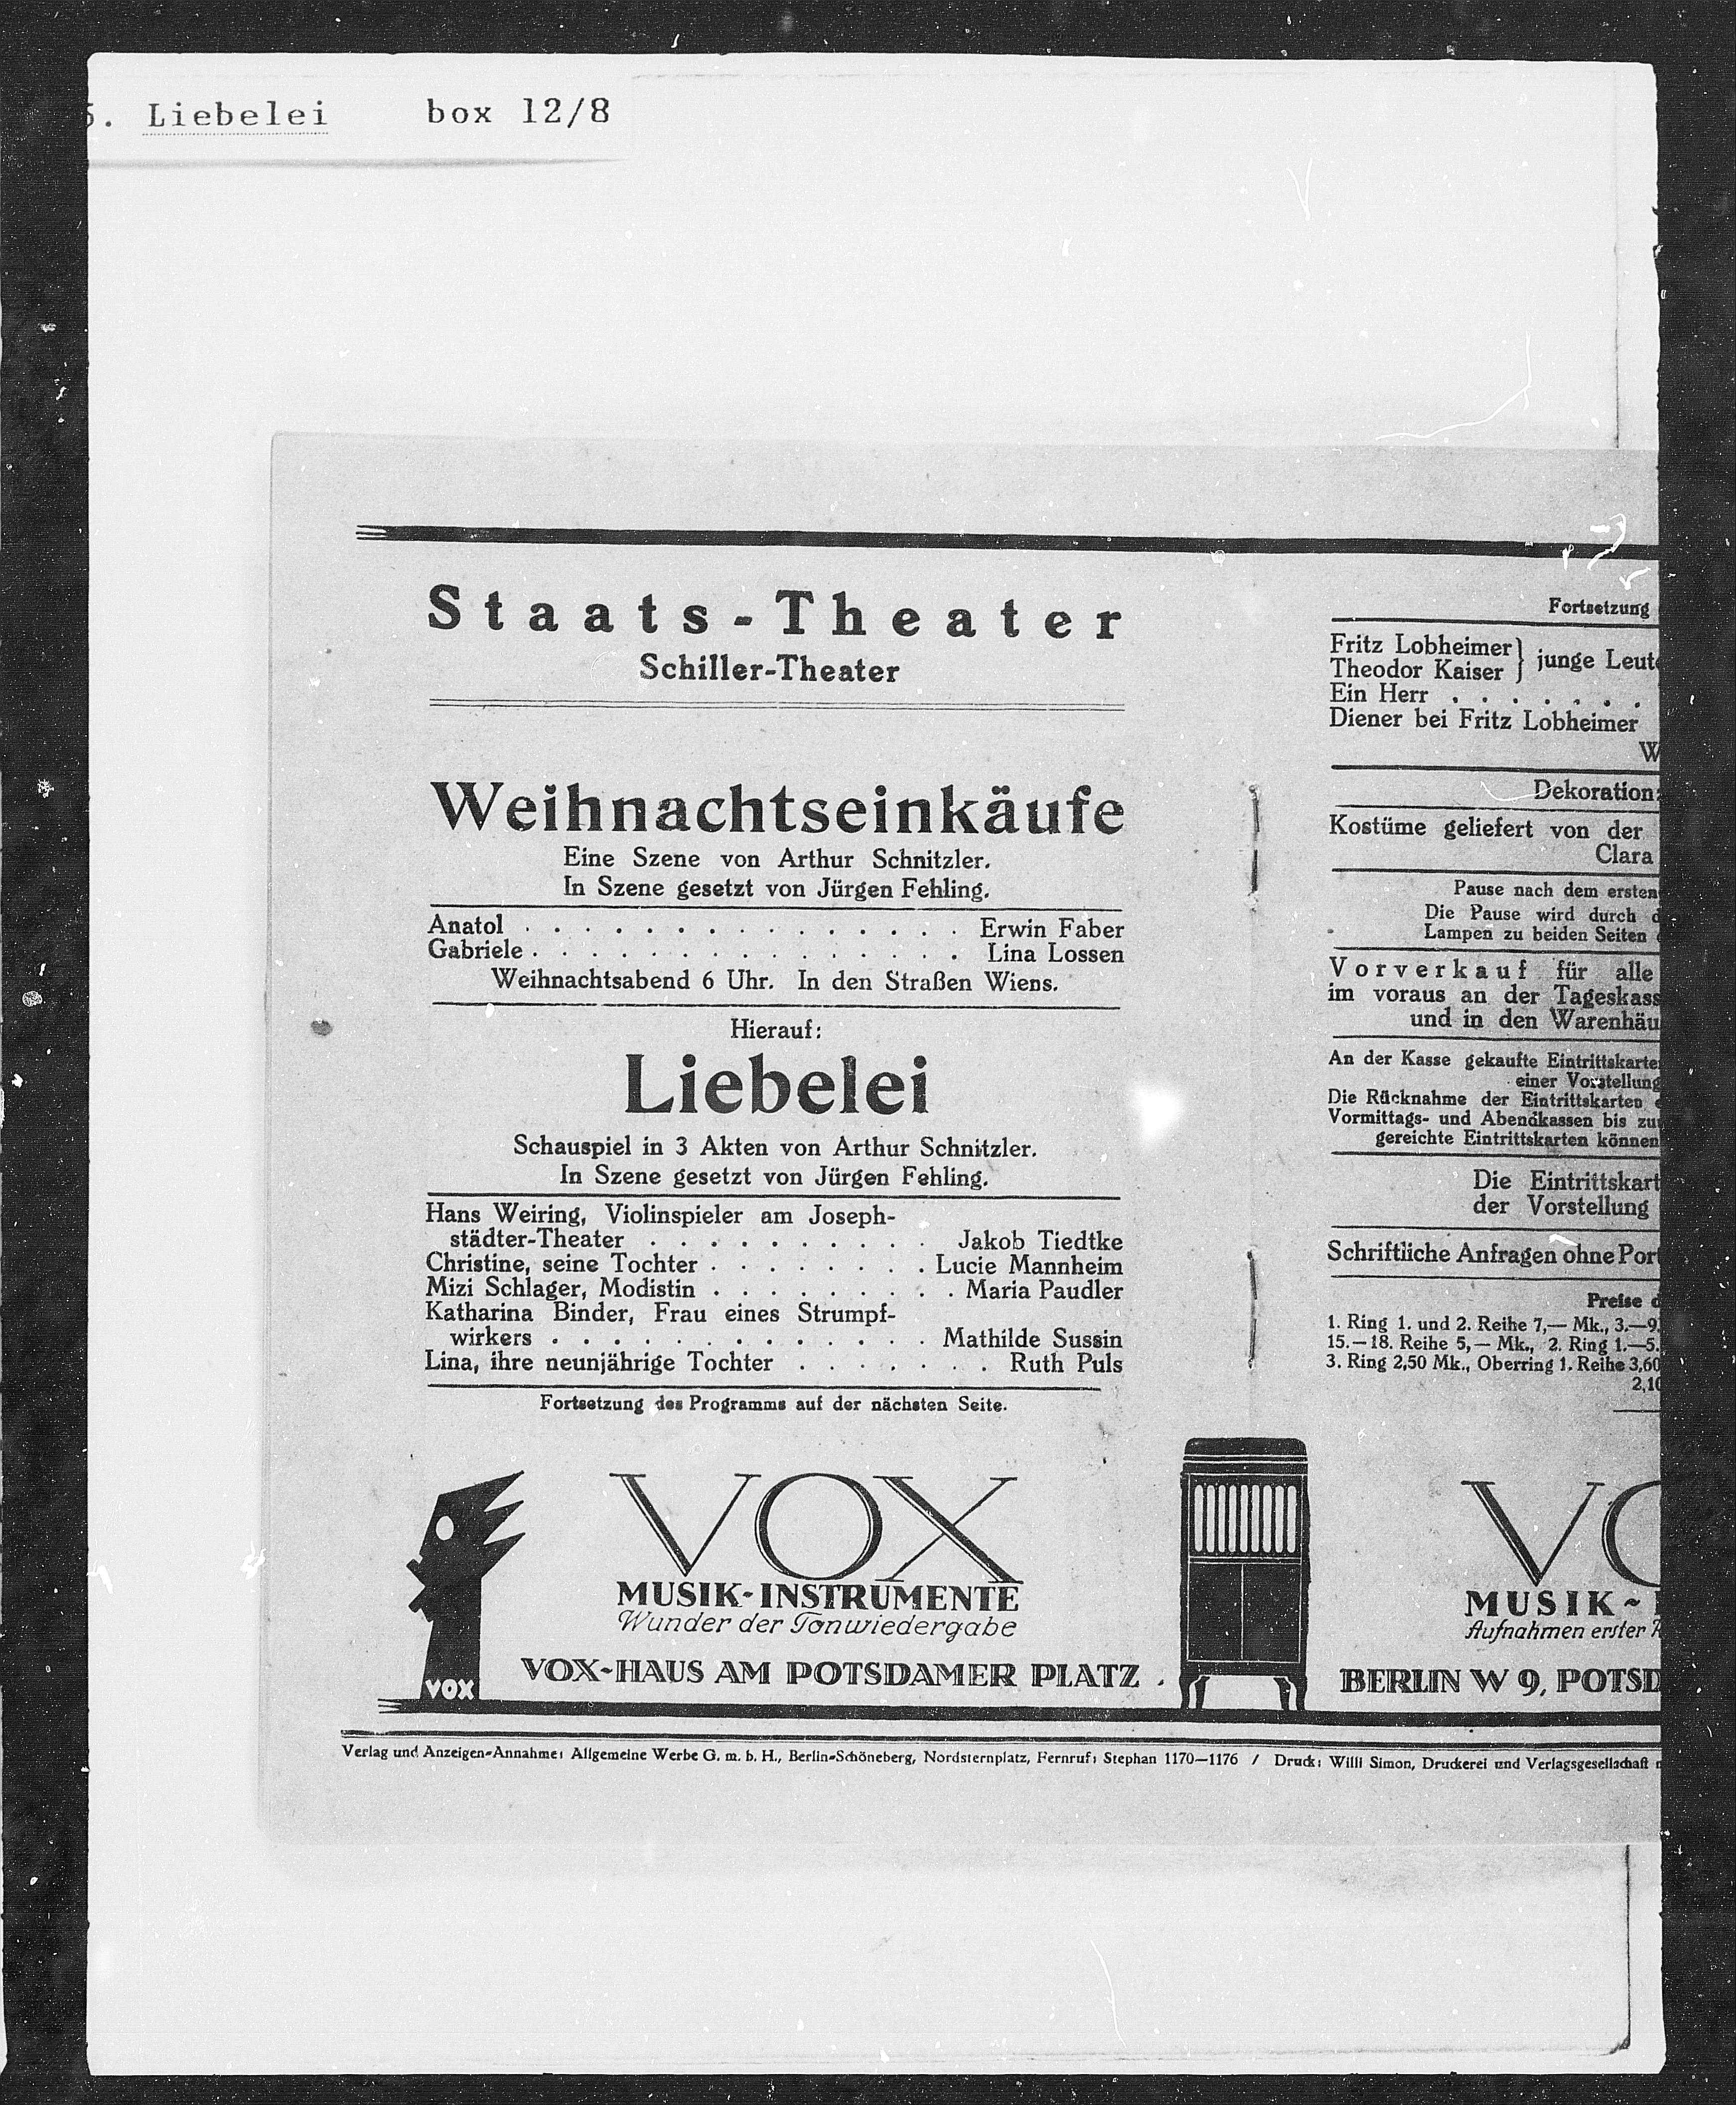 5. Liebelei box 12/8
Staats-Theater
Schiller-Theater
Weihnachtseinkäufe
Eine Szene von Arthur Schnitzler.
In Szene gesetzt von Jürgen Fehling.
Anatol . . . . . . . . . . . . . . . Erwin Faber
Gabriele . . . . . . . . . . . . . . Lina Lossen
Weihnachtsabend 6 Uhr. In den Straßen Wiens.
Hierauf:
Liebelei
Schauspiel in 3 Akten von Arthur Schnitzler.
In Szene gesetzt von Jürgen Fehling.
Hans Weiring, Violinspieler am Joseph-
städter-Theater . . . . . . . . . . Jakob Tiedtke
Christine, seine Tochter . . . . . . . . Lucie Mannheim
Mizi Schlager, Modistin . . . . . . . . . Maria Paudler
Katharina Binder, Frau eines Strumpf-
wirkers . . . . . . . . . . . . . Mathilde Sussin
Lina, ihre neunjährige Tochter . . . . . . . Ruth Puls
Fortsetzung des Programms auf der nächsten Seite.
VOX
MUSIK-INSTRUMENTE
Wunder der Tonwiedergabe
VOX-HAUS AM POTSDAMER PLATZ .
VOX
Fortsetzung
Fritz Lobheimer
Theodor Kaiser } junge Leut
Ein Herr . . . . . . .
Diener bei Fritz Lobheimer
W
Dekoration:
Kostüme geliefert von der
Clara
Pause nach dem ersten
Die Pause wird durch d
Lampen zu beiden Seiten
Vorverkauf für alle
im voraus an der Tageskass
und in den Warenhäu
An der Kasse gekaufte Eintrittskarte
einer Vorstellung
Die Rücknahme der Eintrittskarten
Vormittags- und Abendkassen bis zu
gereichte Eintrittskarten können
Die Eintrittskart
der Vorstellung
Schriftliche Anfragen ohne Por
Preise d
1. Ring 1. und 2. Reihe 7,— Mk., 3.—9.
15.—18. Reihe 5,— Mk., 2. Ring 1.—5.
3. Ring 2,50 Mk., Oberring 1. Reihe 3,60
2,10
VO
MUSIK-
Aufnahmen erster
BERLIN W 9, POTSD
Verlag und Anzeigen-Annahme: Allgemeine Werbe G. m. b. H., Berlin-Schöneberg, Nordsternplatz, Fernruf: Stephan 1170—1176 / Druck: Willi Simon, Druckerei und Verlagsgesellschaft